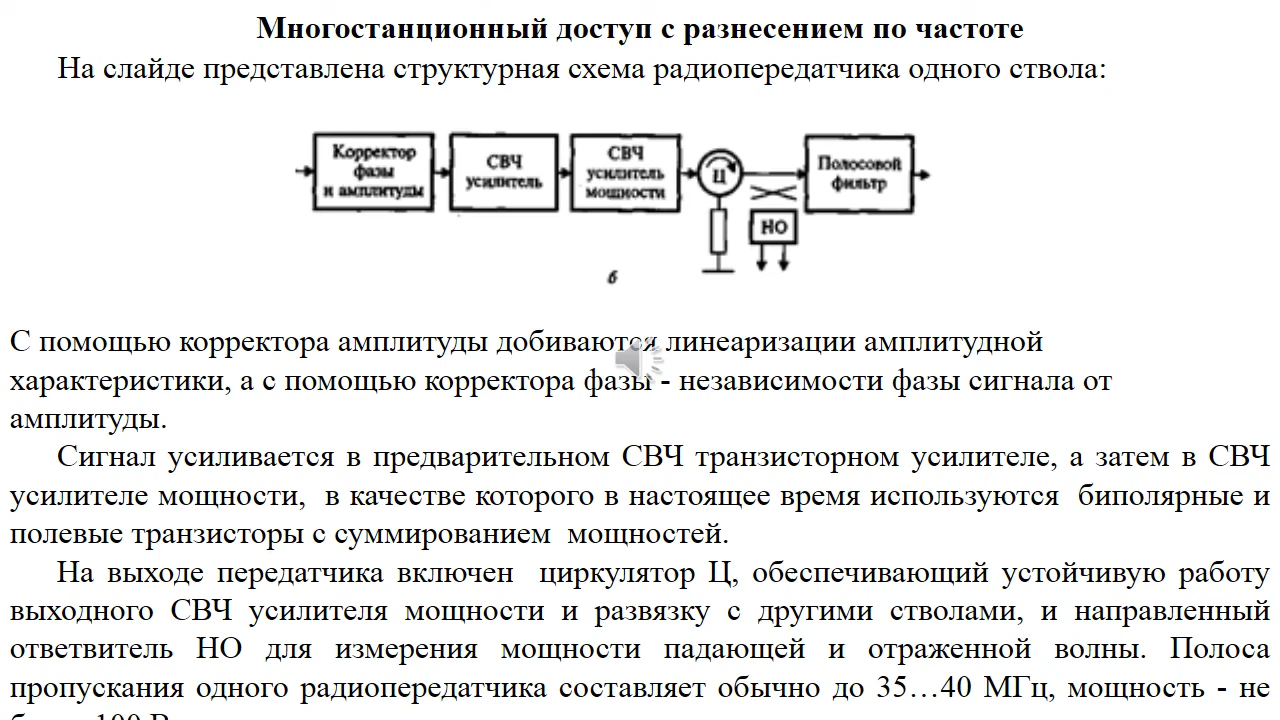 Многостанционный доступ с разнесением по частоте
На слайде представлена структурная схема радиопередатчика одного ствола:
Корректор
фазы
и амплитуды
СВЧ
усилитель
СВЧ
усилитель
мощности
Ц
НО
Полосовой
фильтр
б
С помощью корректора амплитуды добиваются линеаризации амплитудной
характеристики, а с помощью корректора фазы - независимости фазы сигнала от
амплитуды.
Сигнал усиливается в предварительном СВЧ транзисторном усилителе, а затем в СВЧ
усилителе мощности, в качестве которого в настоящее время используются биполярные и
полевые транзисторы с суммированием мощностей.
На выходе передатчика включен циркулятор Ц, обеспечивающий устойчивую работу
выходного СВЧ усилителя мощности и развязку с другими стволами, и направленный
ответвитель НО для измерения мощности падающей и отраженной волны. Полоса
пропускания одного радиопередатчика составляет обычно до 35…40 МГц, мощность - не